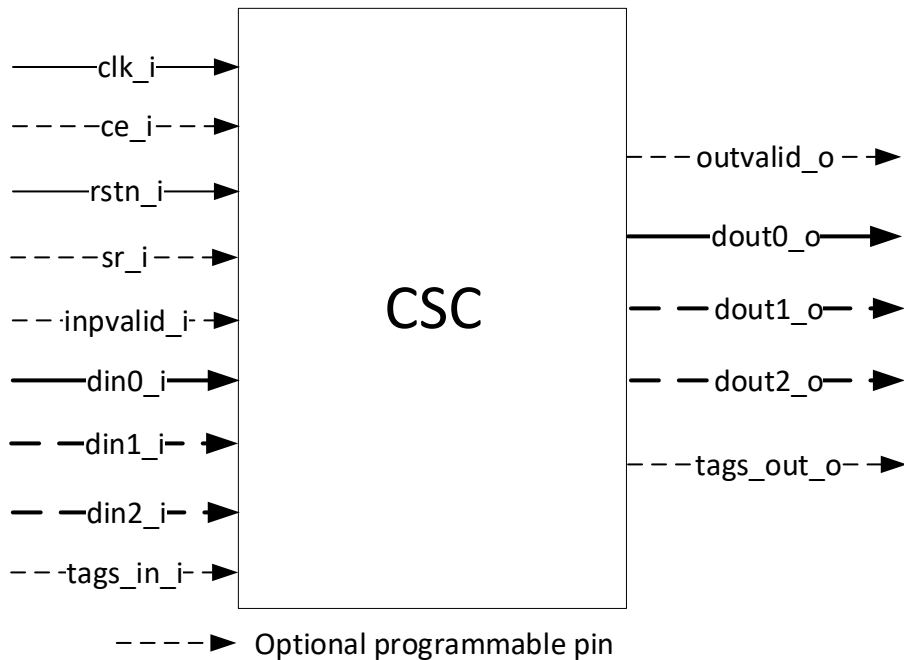 clk_i
ce_i
rstn_i
sr_i
inpvalid_i
din0_i
din1_i
din2_i
tags_in_i
CSC
outvalid_o
dout0_o
dout1_o
dout2_o
tags_out_o
Optional programmable pin